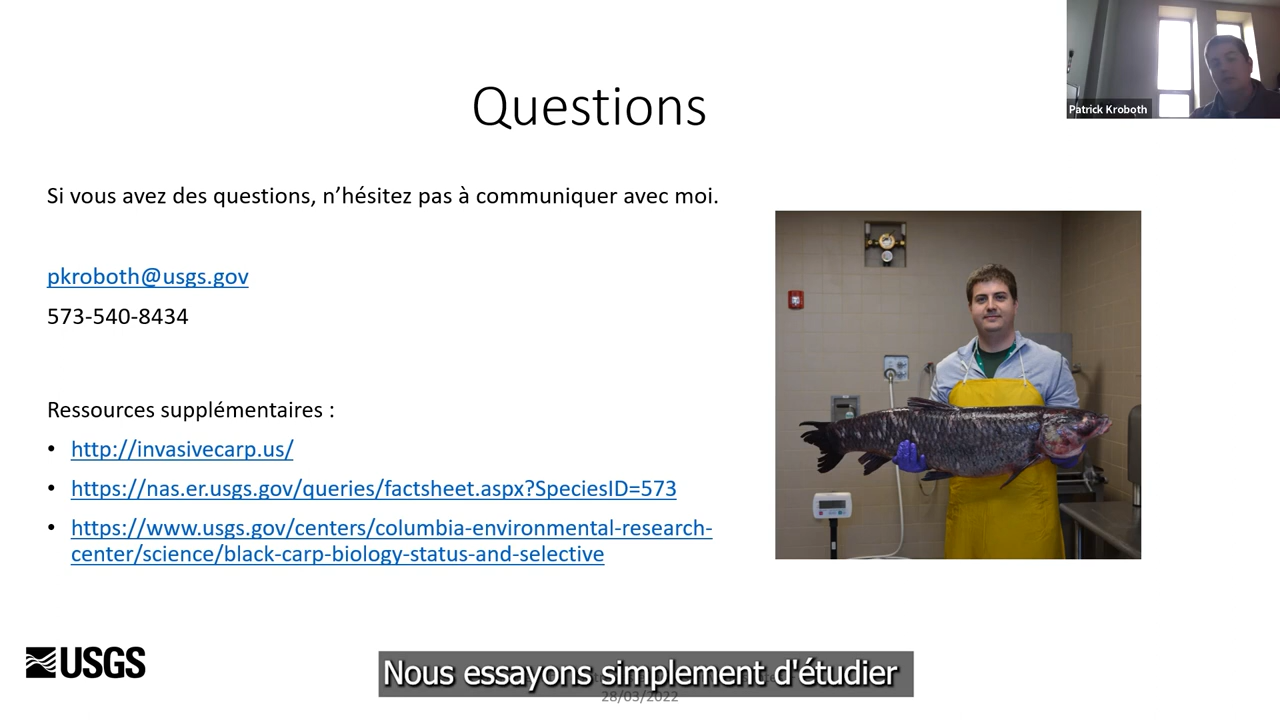 Questions
Patrick Kroboth
Si vous avez des questions, n’hésitez pas à communiquer avec moi.
pkroboth@usgs.gov
573-540-8434
Ressources supplémentaires :
• http://invasivecarp.us/
• https://nas.er.usgs.gov/queries/factsheet.aspx?SpeciesID=573
• https://www.usgs.gov/centers/columbia-environmental-research-
center/science/black-carp-biology-status-and-selective
USGS
Nous essayons simplement d'étudier
28/03/2022